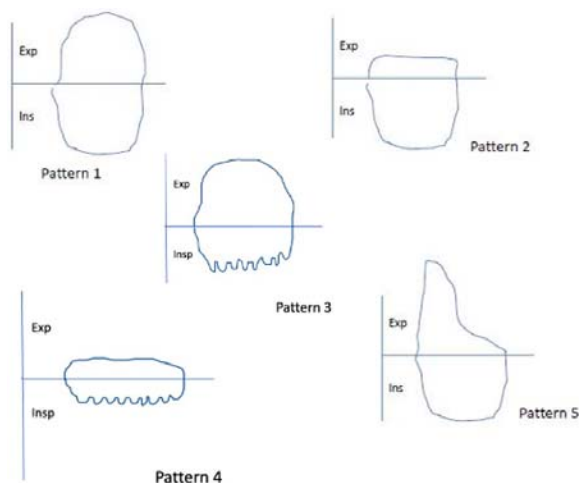 Exp
Ins
Pattern 1
Exp
Ins
Pattern 2
Exp
Insp
Pattern 3
Exp
Insp
Pattern 4
Exp
Ins
Pattern 5